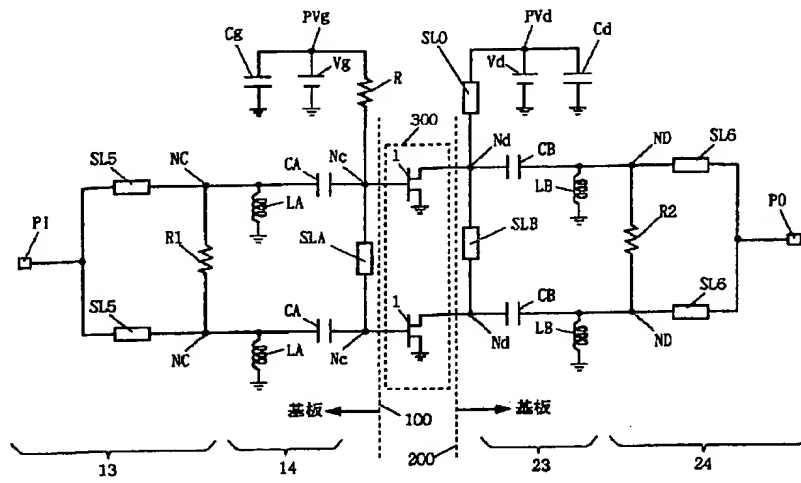 PVg
PVd
Cg
Vg
R
SLO
Vd
Cd
300
SL5
NC
CA
Nc
1
Nd
CB
ND
SL6
LA
LB
PI
R1
SLA
SLB
R2
PO
SL5
CA
1
CB
SL6
NC
LA
Nc
Nd
LB
ND
基板
100
基板
13
14
200
23
24